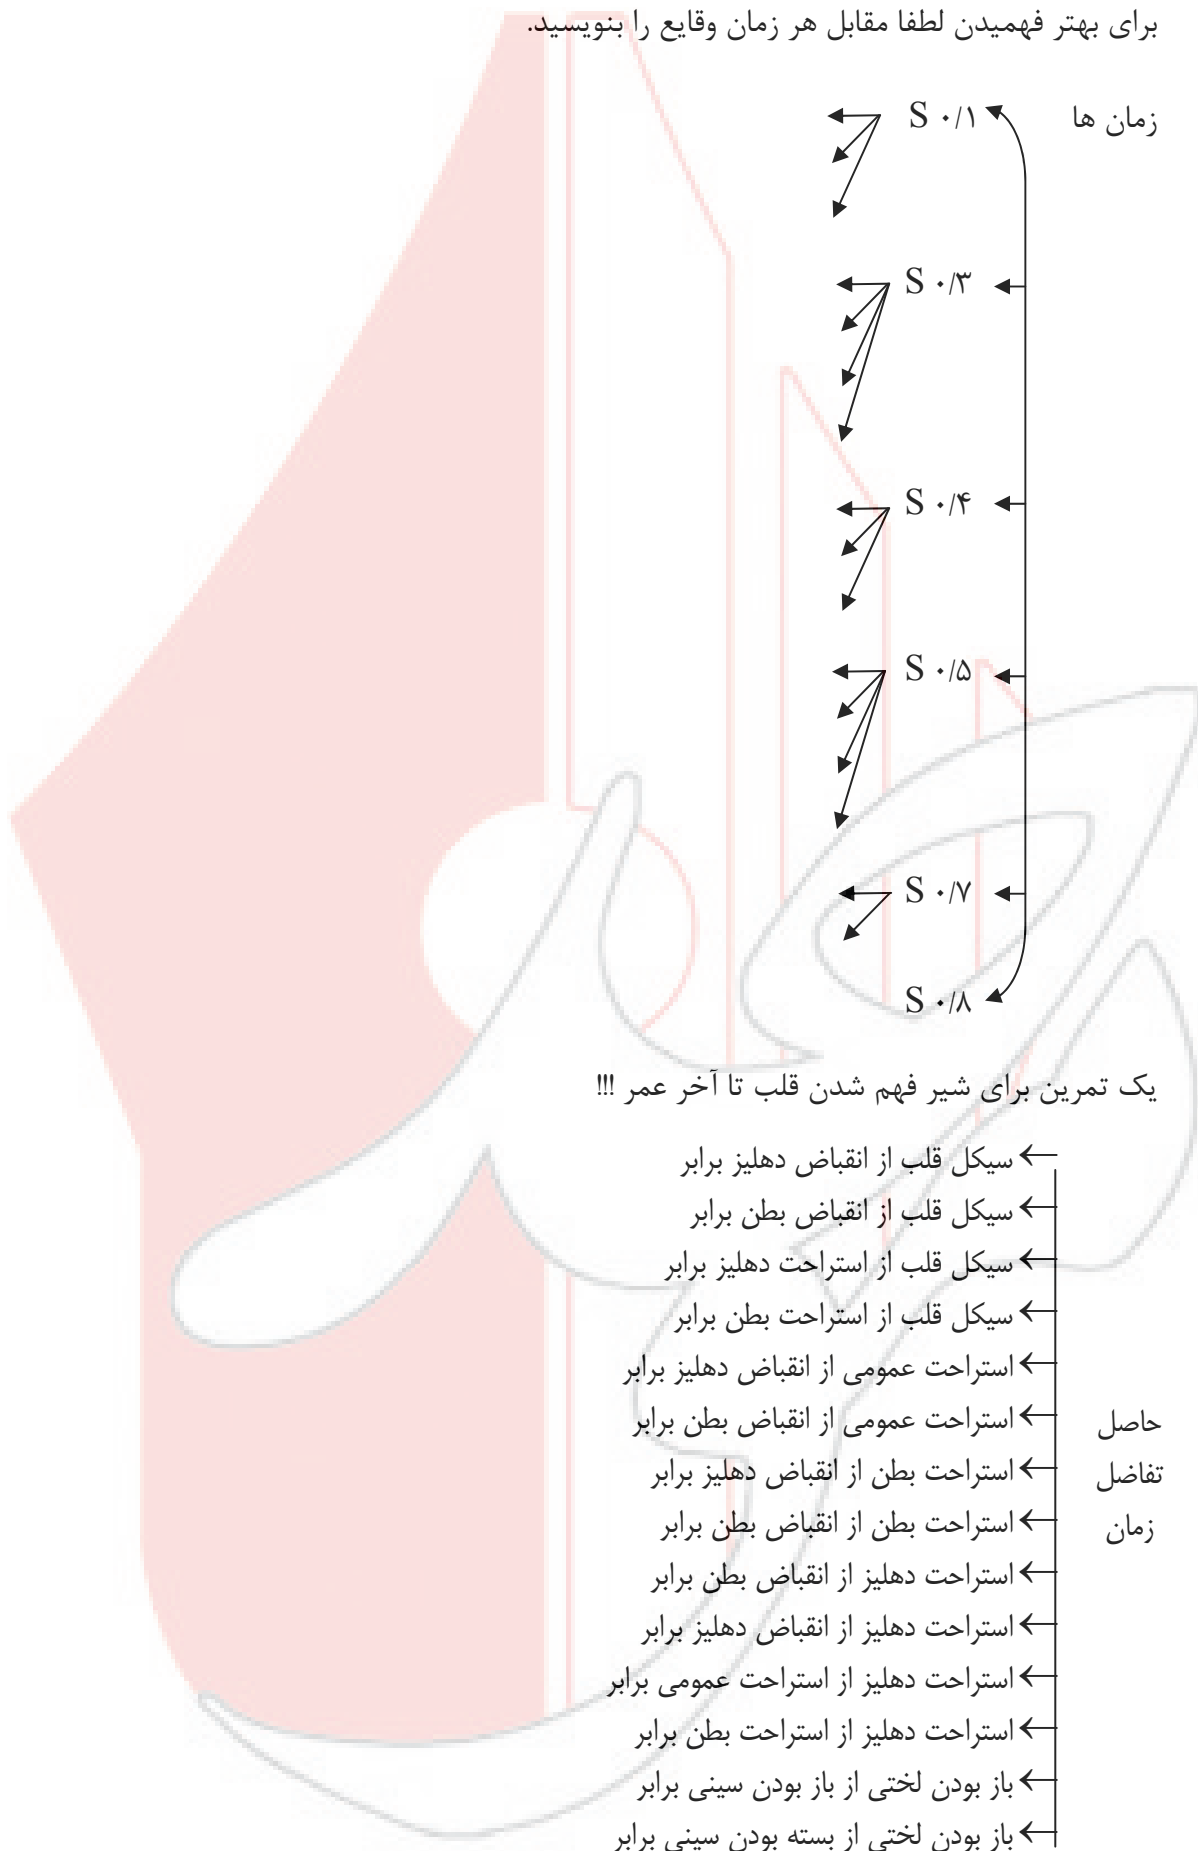 برای بهتر فهمیدن لطفا مقابل هر زمان وقایع را بنویسید.
زمان ها
S ۰/۱
S ۰/۳
S ۰/۴
S ۰/۵
S ۰/۷
S ۰/۸
یک تمرین برای شیر فهم شدن قلب تا آخر عمر !!!
حاصل
تفاضل
زمان
سیکل قلب از انقباض دهلیز برابر
سیکل قلب از انقباض بطن برابر
سیکل قلب از استراحت دهلیز برابر
سیکل قلب از استراحت بطن برابر
استراحت عمومی از انقباض دهلیز برابر
استراحت عمومی از انقباض بطن برابر
استراحت بطن از انقباض دهلیز برابر
استراحت بطن از انقباض بطن برابر
استراحت دهلیز از انقباض بطن برابر
استراحت دهلیز از انقباض دهلیز برابر
استراحت دهلیز از استراحت عمومی برابر
استراحت دهلیز از استراحت بطن برابر
باز بودن لختی از باز بودن سینی برابر
باز بودن لختی از بسته بودن سینی برابر